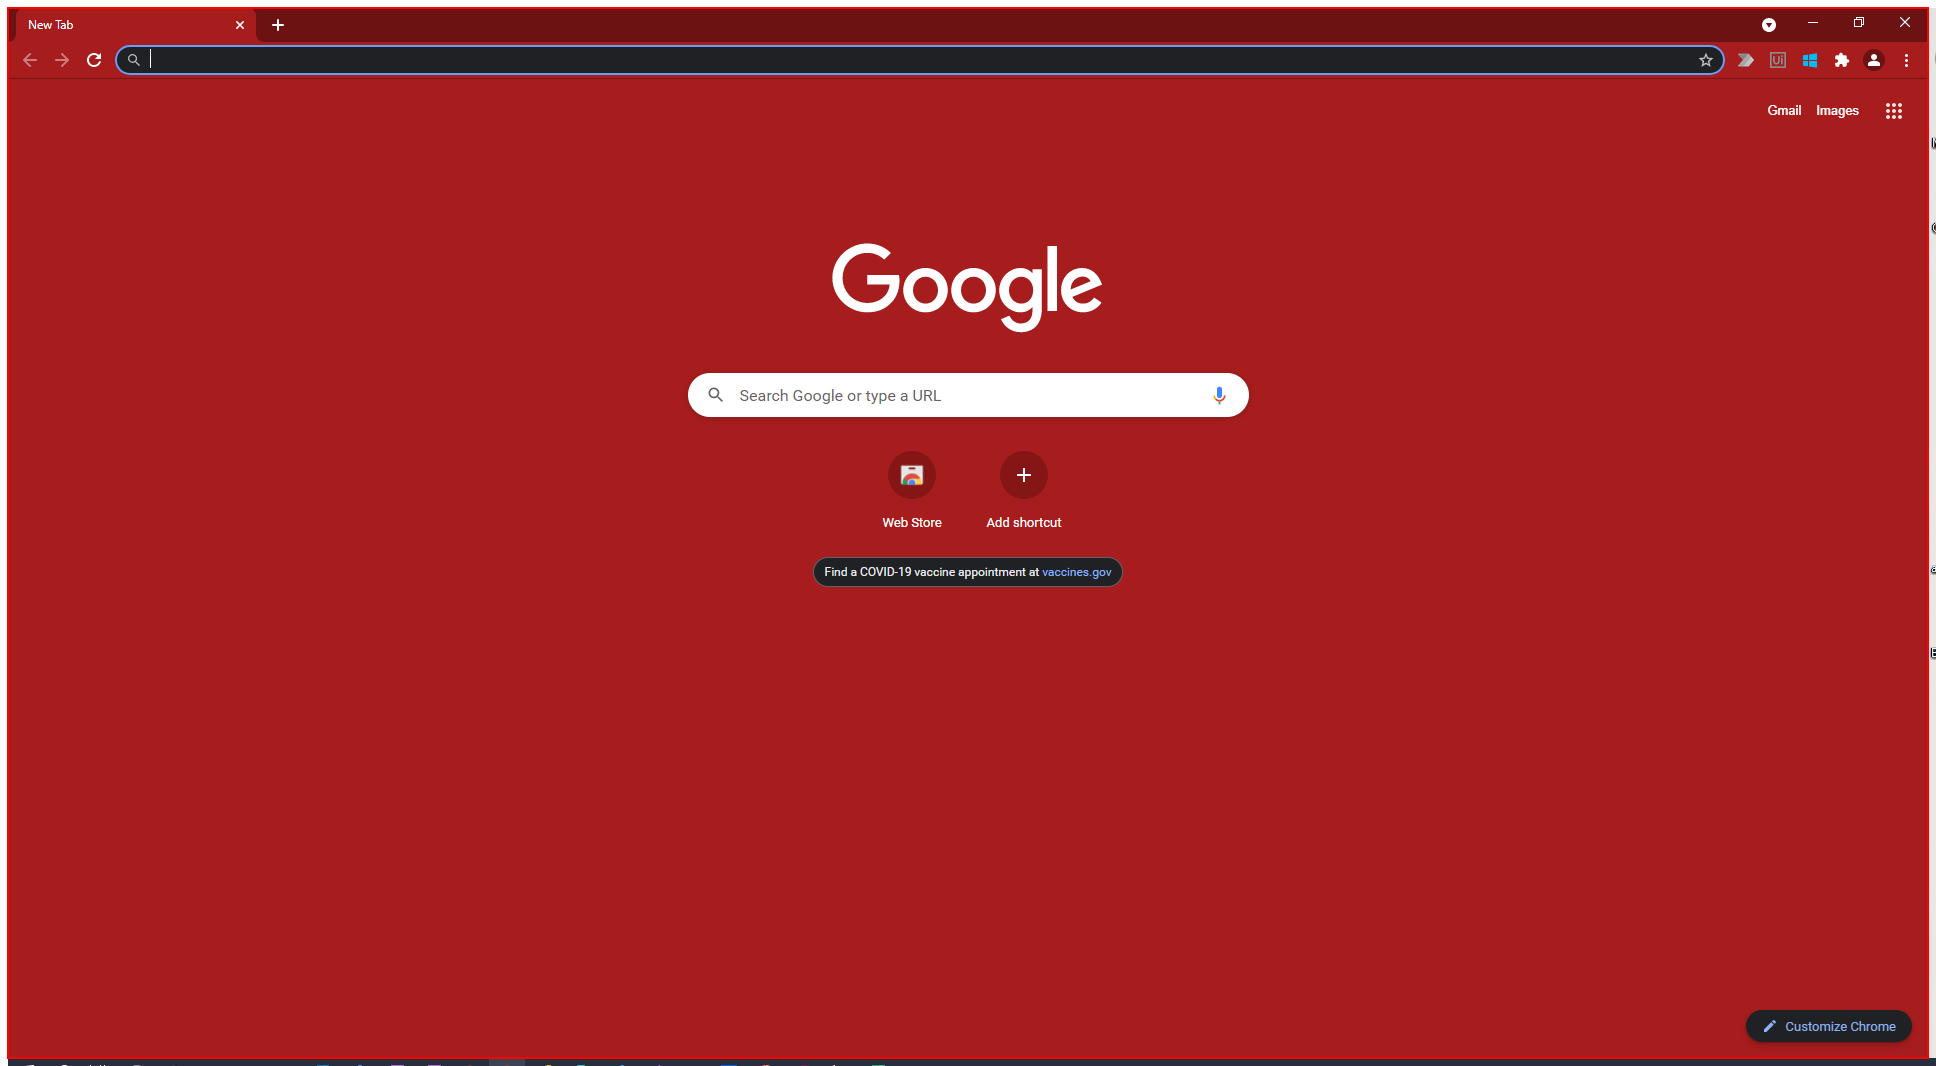 New Tab
Ui
Gmail Images
Google
Search Google or type a URL
Web Store Add shortcut
Find a COVID-19 vaccine appointment at vaccines.gov
Customize Chrome